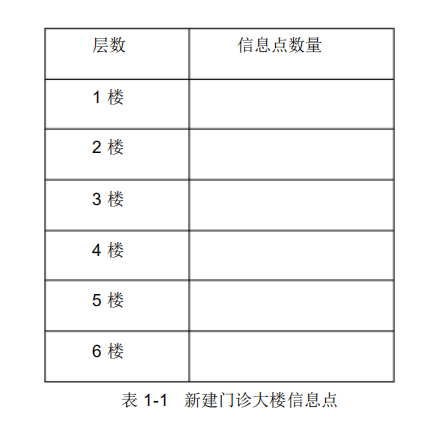 层数 信息点数量
1 楼
2 楼
3 楼
4 楼
5 楼
6 楼
表 1-1 新建门诊大楼信息点